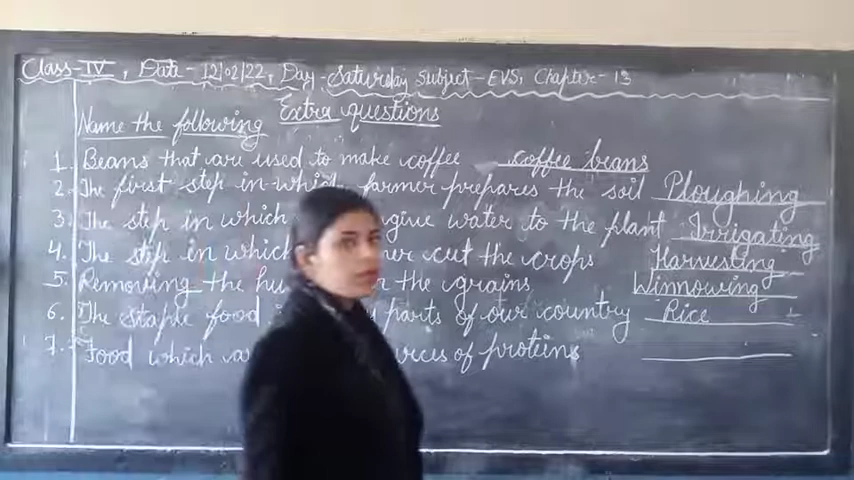 Class-IV, Date- 12/02/22, Day-Saturday Subject-EVS, Chapter-13
Extra questions
Name the following
1. Beans that are used to make coffee coffee beans
2. The first step in which farmer prepares the soil Ploughing
3. The step in which give water to the plant Irrigating
4. The step in which cut the crops Harvesting
5. Removing the the grains Winnowing
6. The staple food parts of our country Rice
7. Food which of proteins